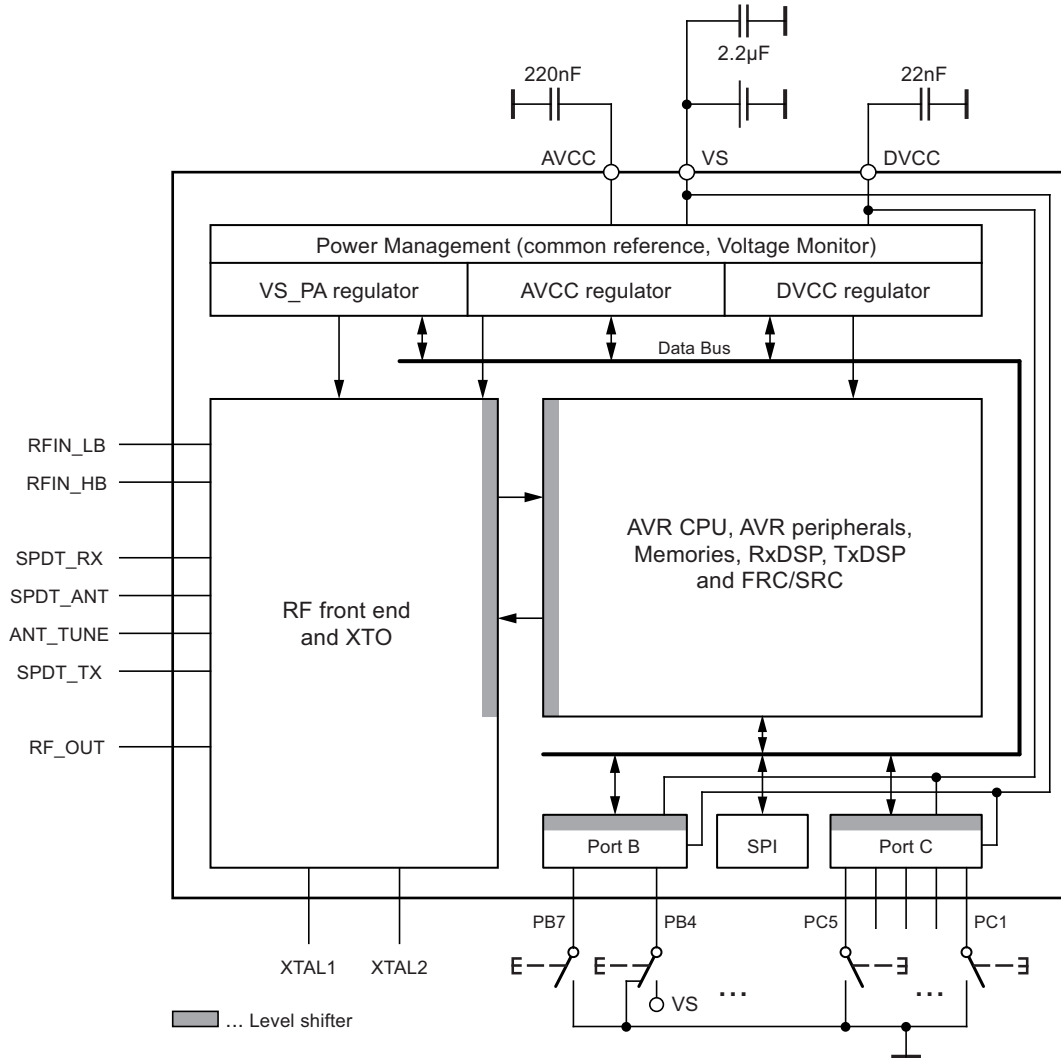 2.2µF
220nF
22nF
AVCC
VS
DVCC
Power Management (common reference, Voltage Monitor)
VS_PA regulator
AVCC regulator
DVCC regulator
Data Bus
RFIN_LB
RFIN_HB
SPDT_RX
SPDT_ANT
ANT_TUNE
SPDT_TX
RF_OUT
RF front end
and XTO
AVR CPU, AVR peripherals,
Memories, RxDSP, TxDSP
and FRC/SRC
Port B
SPI
Port C
PB7
PB4
PC5
PC1
XTAL1
XTAL2
VS
...
...
... Level shifter